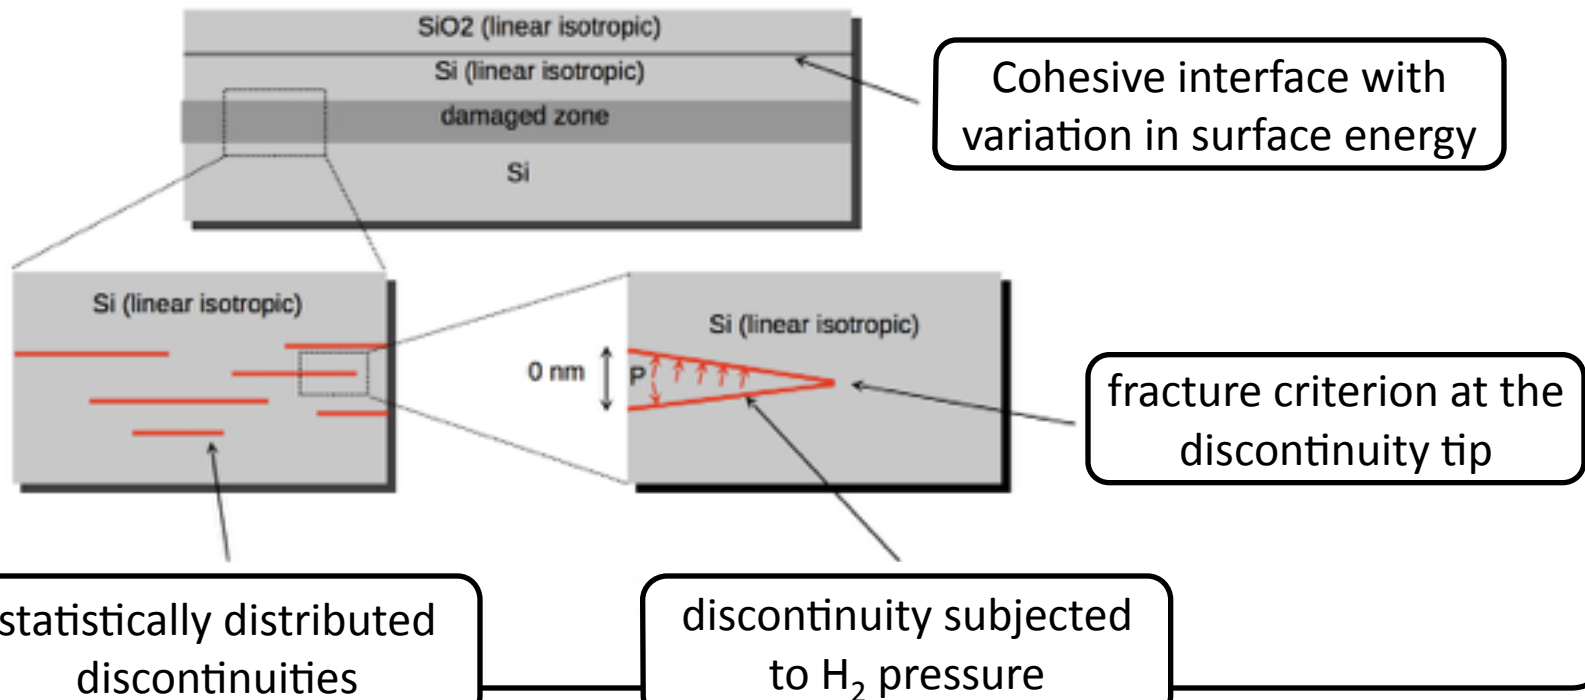 SiO2 (linear isotropic)
Si (linear isotropic)
damaged zone
Si
Cohesive interface with
variation in surface energy
Si (linear isotropic)
Si (linear isotropic)
0 nm
P
fracture criterion at the
discontinuity tip
statistically distributed
discontinuities
discontinuity subjected
to H₂ pressure